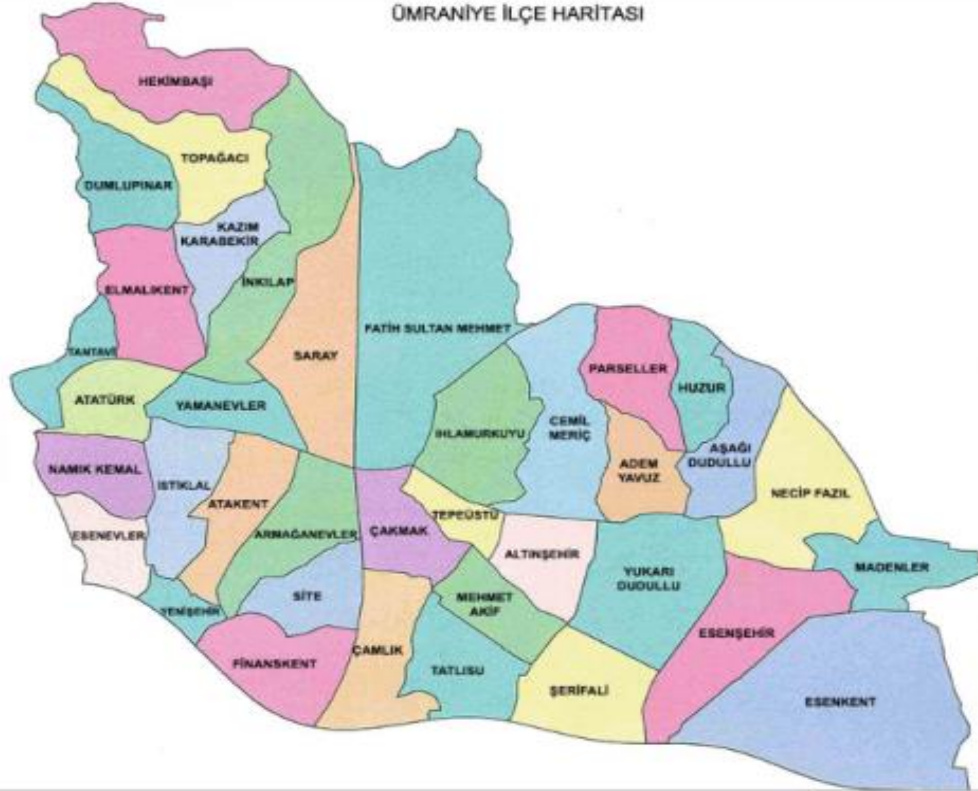 ÜMRANİYE İLÇE HARİTASI
HEKİMBAŞI
TOPAĞACI
DUMLUPINAR
KAZIM
KARABEKİR
ELMALIKENT
İNKILAP
FATİH SULTAN MEHMET
TANTAVİ
SARAY
PARSELLER
HUZUR
ATATÜRK
YAMANEVLER
IHLAMURKUYU
CEMİL
MERİÇ
AŞAĞI
DUDULLU
NAMIK KEMAL
ADEM
YAVUZ
İSTİKLAL
ATAKENT
NECİP FAZIL
TEPEÜSTÜ
ESENEVLER
ARMAĞANEVLER
ÇAKMAK
ALTINŞEHİR
MADENLER
YUKARI
DUDULLU
SİTE
MEHMET
AKİF
YENİŞEHİR
ESENŞEHİR
FİNANSKENT
ÇAMLIK
TATLISU
ŞERİFALİ
ESENKENT